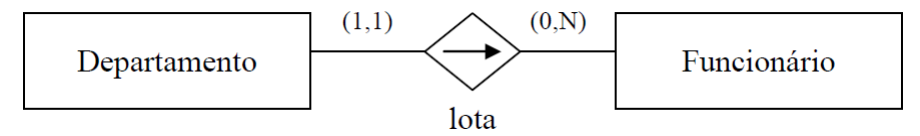 (1,1) (0,N)
Departamento Funcionário
lota